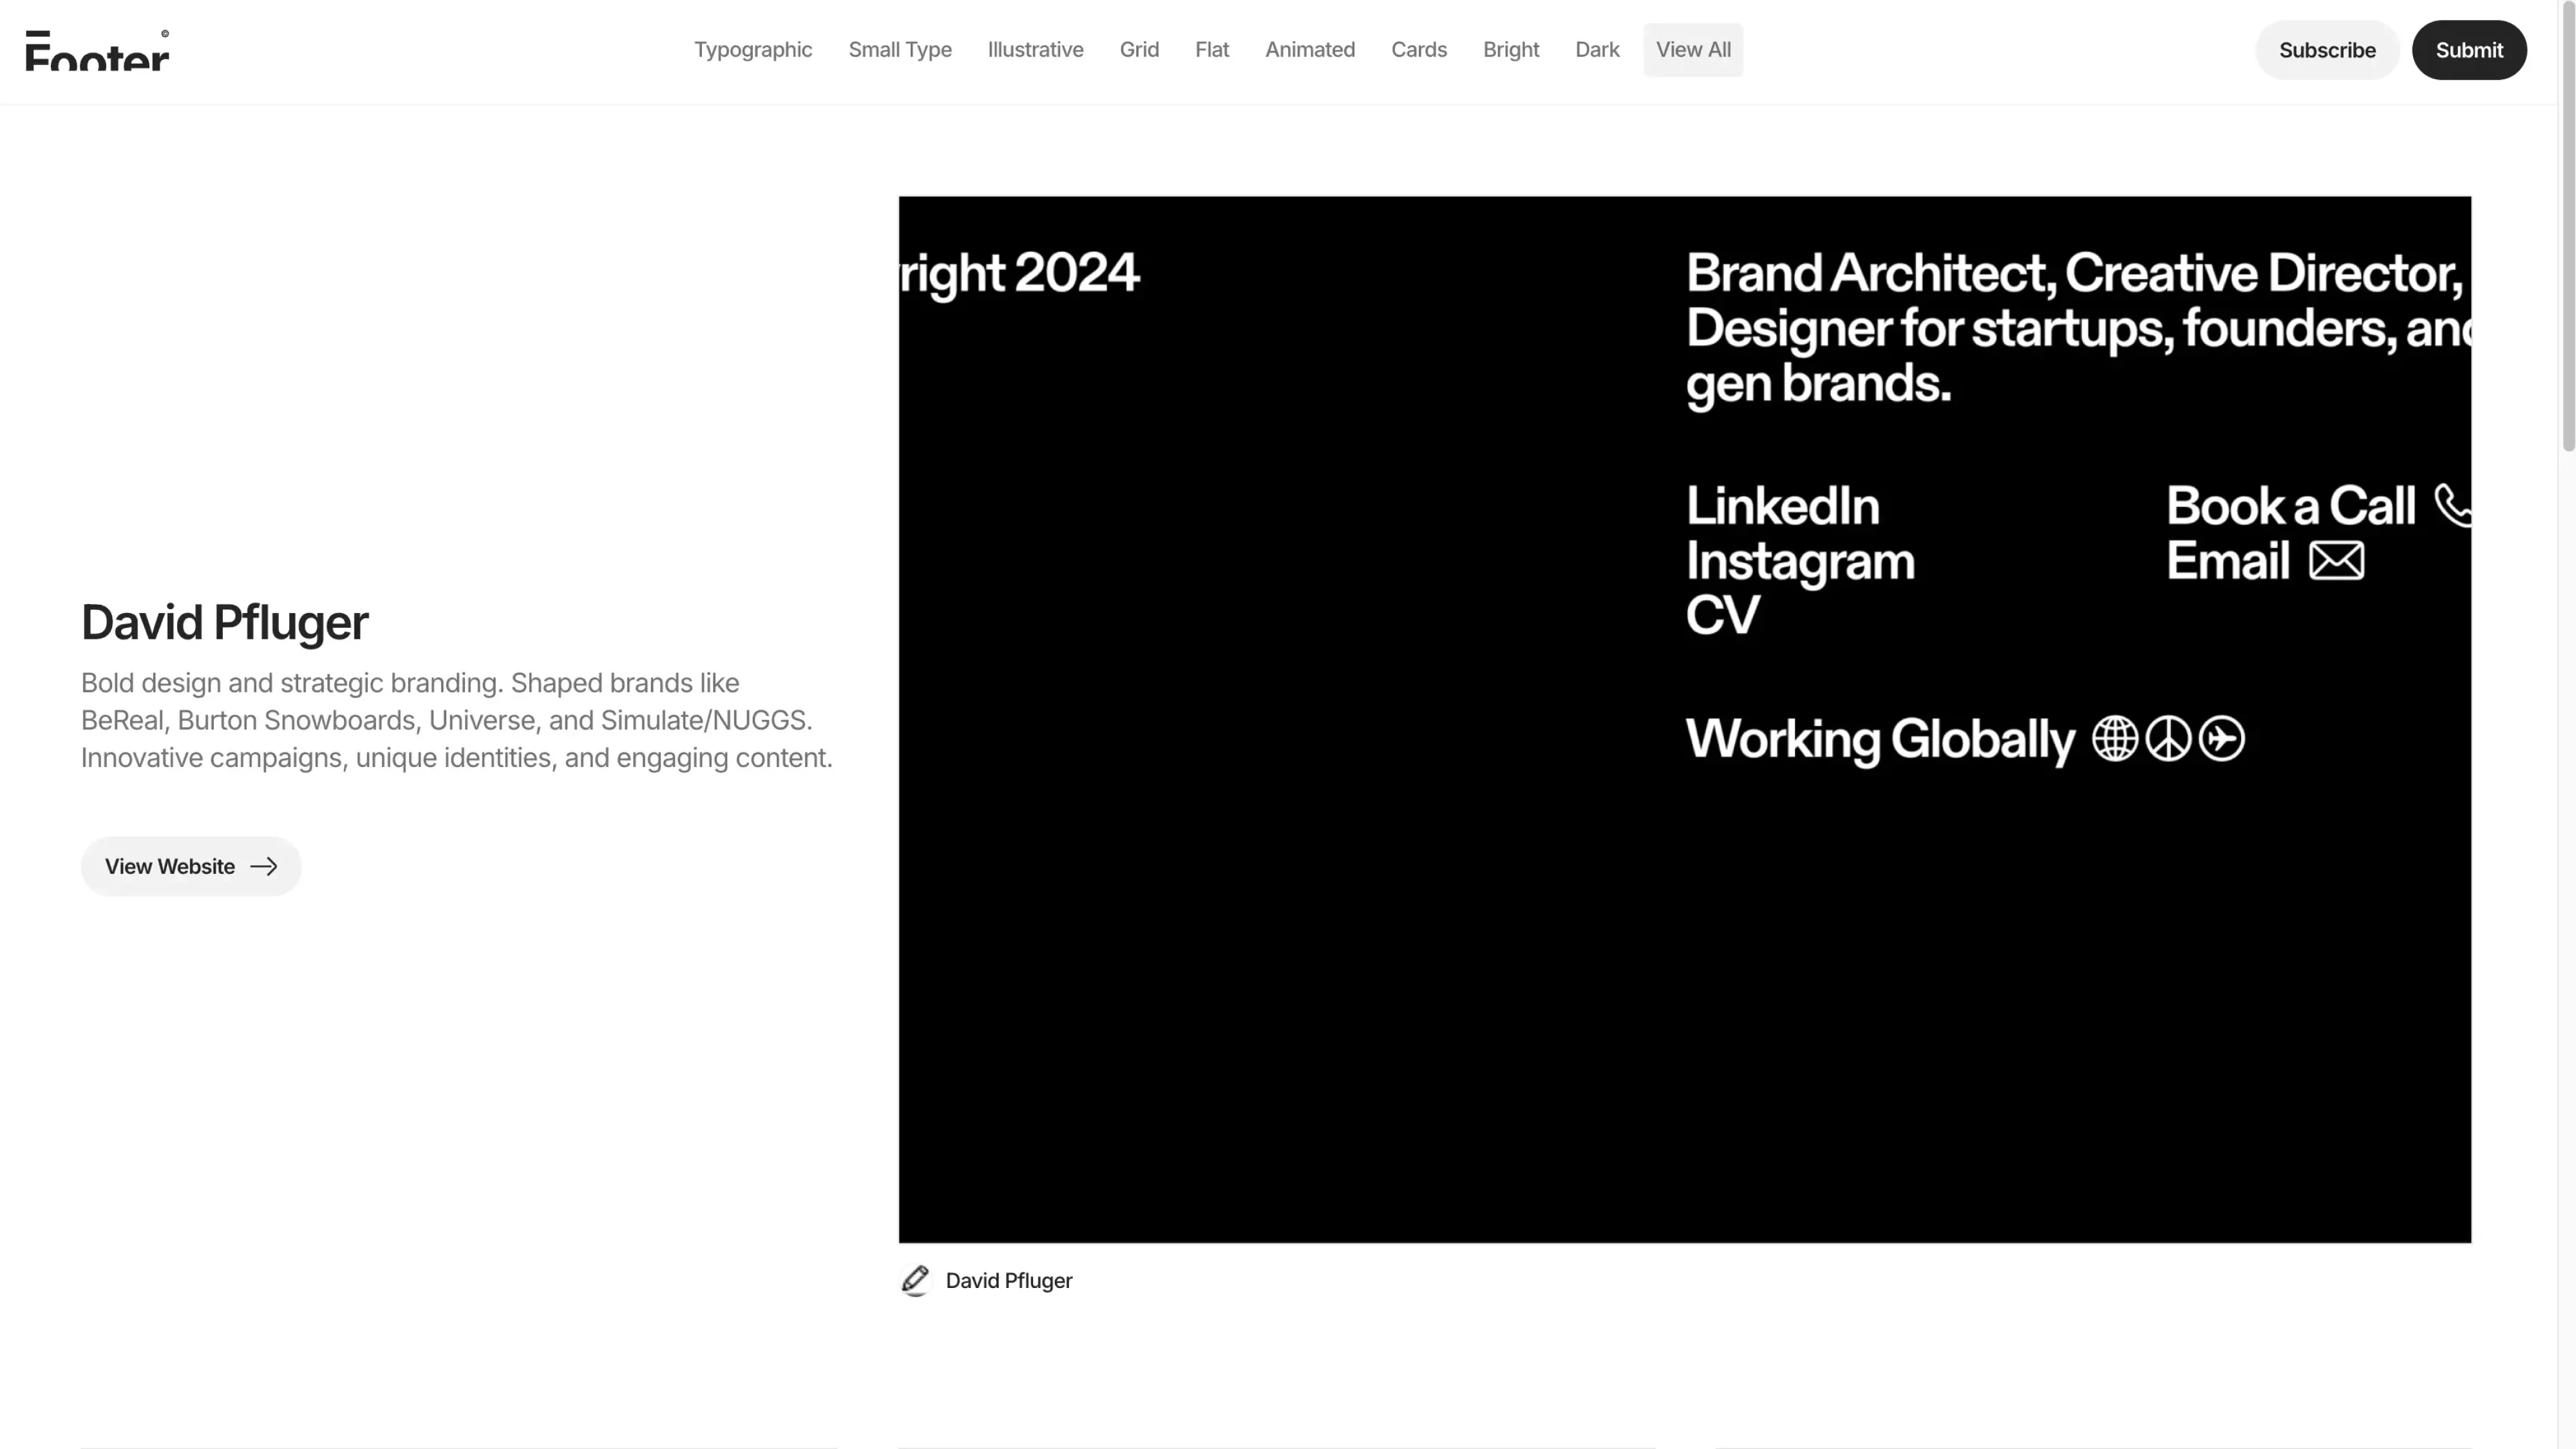 Footer ©
Typographic
Small Type
Illustrative
Grid
Flat
Animated
Cards
Bright
Dark
View All
Subscribe
Submit
David Pfluger
Bold design and strategic branding. Shaped brands like
BeReal, Burton Snowboards, Universe, and Simulate/NUGGS.
Innovative campaigns, unique identities, and engaging content.
View Website
right 2024
Brand Architect, Creative Director,
Designer for startups, founders, and
gen brands.
LinkedIn
Instagram
CV
Book a Call
Email
Working Globally
David Pfluger